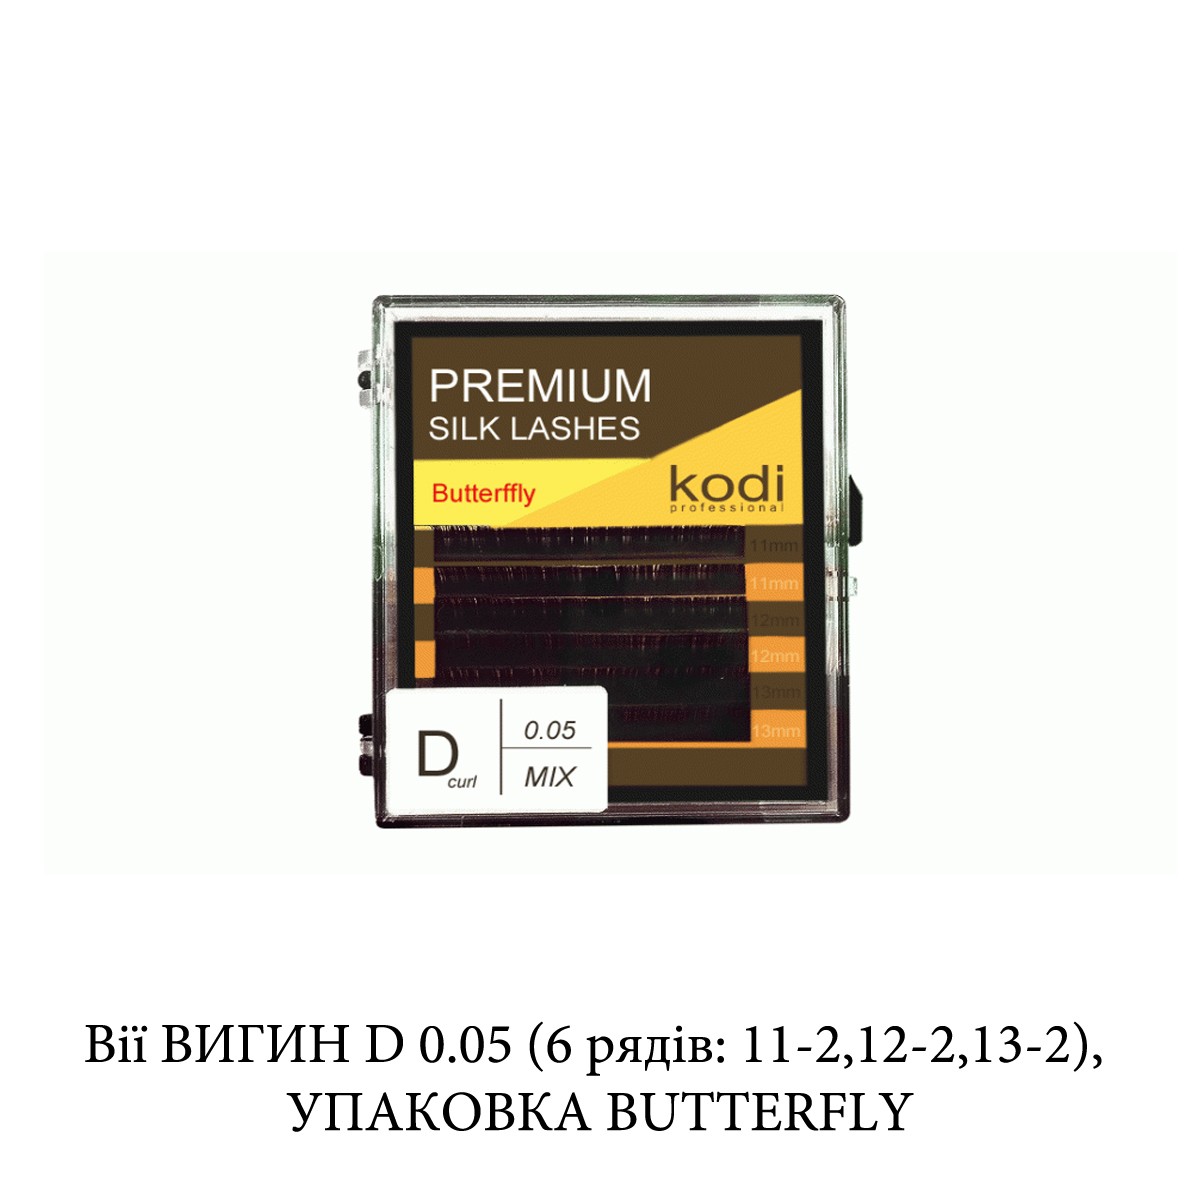 PREMIUM
SILK LASHES
Butterffly
kodi
professional
11mm
11mm
12mm
12mm
13mm
13mm
D curl
0.05
MIX
Вії ВИГИН D 0.05 (6 рядів: 11-2,12-2,13-2),
УПАКОВКА BUTTERFLY